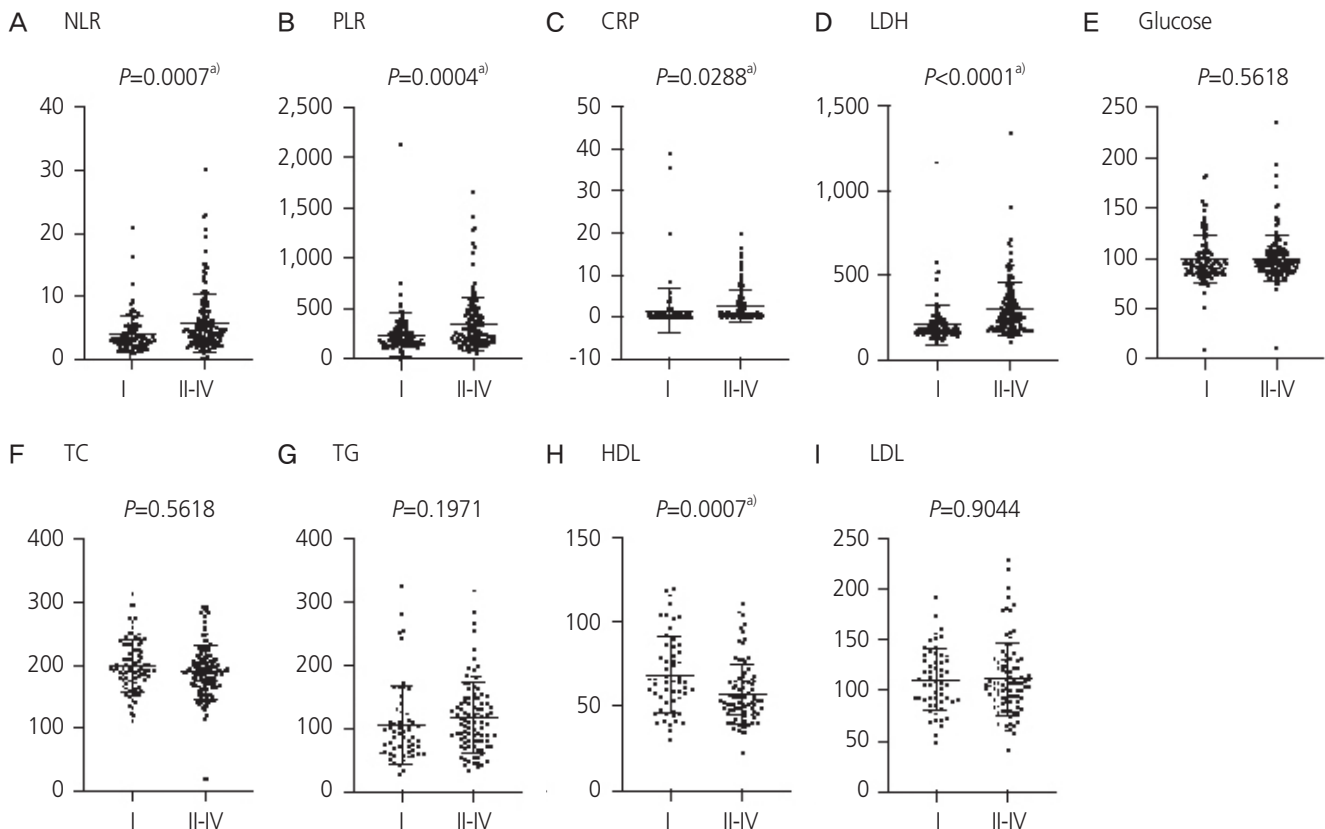 A NLR B PLR C CRP D LDH E Glucose
P=0.0007a) P=0.0004a) P=0.0288a) P<0.0001a) P=0.5618
40 2,500 50 1,500 250
2,000 40 200
30 30 1,000 150
1,500 20
20 1,000 10 500 100
10 500 0 50
0 0 -10 0 0
I II-IV I II-IV I II-IV I II-IV I II-IV
F TC G TG H HDL I LDL
P=0.5618 P=0.1971 P=0.0007a) P=0.9044
400 400 150 250
300 300 200
100 150
200 200 100
100 100 50 50
0 0 0 0
I II-IV I II-IV I II-IV I II-IV